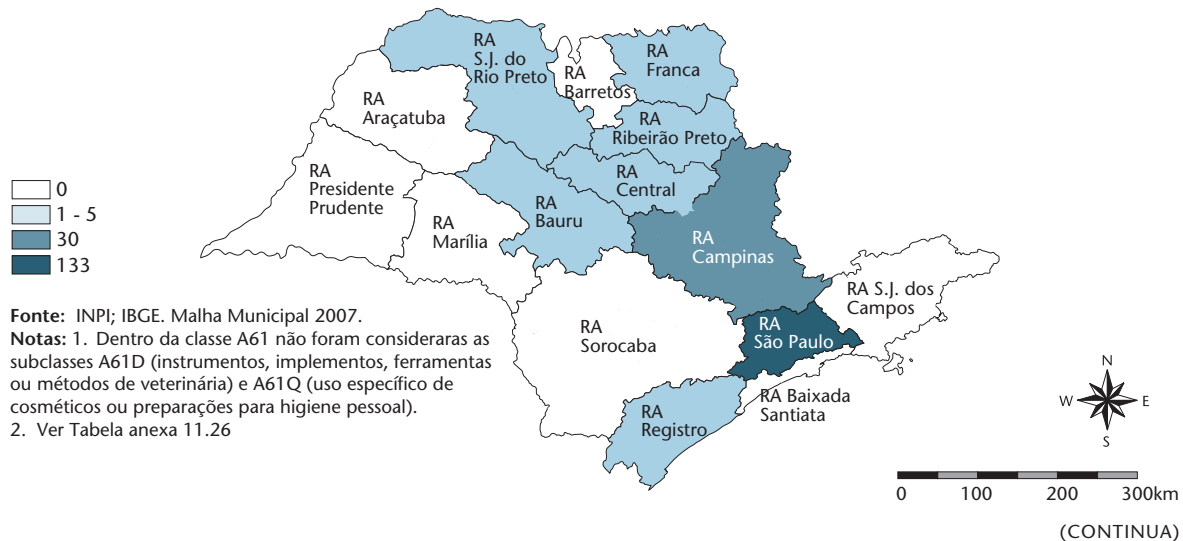 RA
S.J. do
Rio Preto
RA
Barretos
RA
Franca
RA
Araçatuba
RA
Ribeirão Preto
RA
Presidente
Prudente
RA
Central
RA
Bauru
RA
Marília
RA
Campinas
RA S.J. dos
Campos
RA
Sorocaba
RA
São Paulo
RA Baixada
Santiata
RA
Registro
0
1 - 5
30
133
Fonte: INPI; IBGE. Malha Municipal 2007.
Notas: 1. Dentro da classe A61 não foram consideraras as
subclasses A61D (instrumentos, implementos, ferramentas
ou métodos de veterinária) e A61Q (uso específico de
cosméticos ou preparações para higiene pessoal).
2. Ver Tabela anexa 11.26
N
W E
S
0 100 200 300km
(CONTINUA)